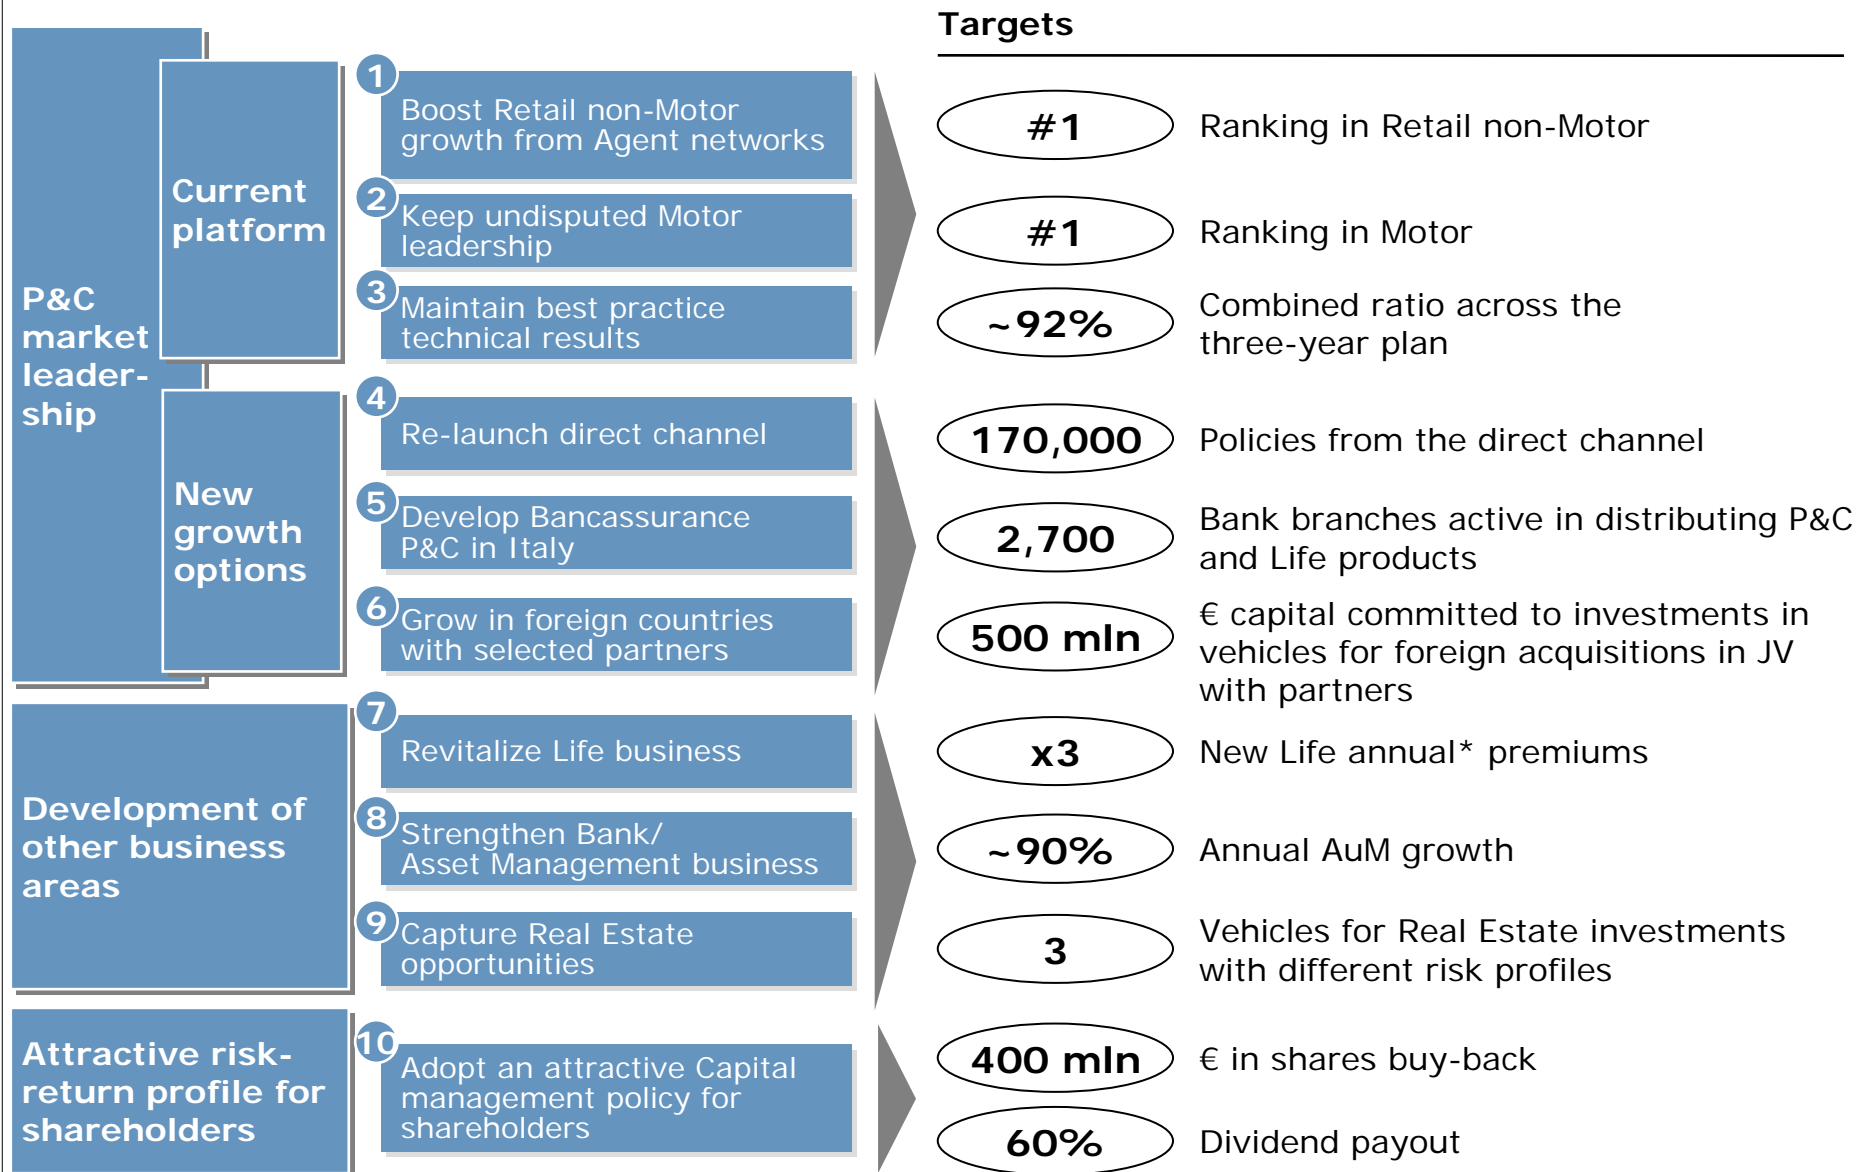 Targets
P&C
market
leader-
ship
Current
platform
1
Boost Retail non-Motor
growth from Agent networks
#1
Ranking in Retail non-Motor
2
Keep undisputed Motor
leadership
#1
Ranking in Motor
3
Maintain best practice
technical results
~92%
Combined ratio across the
three-year plan
New
growth
options
4
Re-launch direct channel
170,000
Policies from the direct channel
5
Develop Bancassurance
P&C in Italy
2,700
Bank branches active in distributing P&C
and Life products
6
Grow in foreign countries
with selected partners
500 mln
€ capital committed to investments in
vehicles for foreign acquisitions in JV
with partners
Development of
other business
areas
7
Revitalize Life business
x3
New Life annual* premiums
8
Strengthen Bank/
Asset Management business
~90%
Annual AuM growth
9
Capture Real Estate
opportunities
3
Vehicles for Real Estate investments
with different risk profiles
Attractive risk-
return profile for
shareholders
10
Adopt an attractive Capital
management policy for
shareholders
400 mln
€ in shares buy-back
60%
Dividend payout